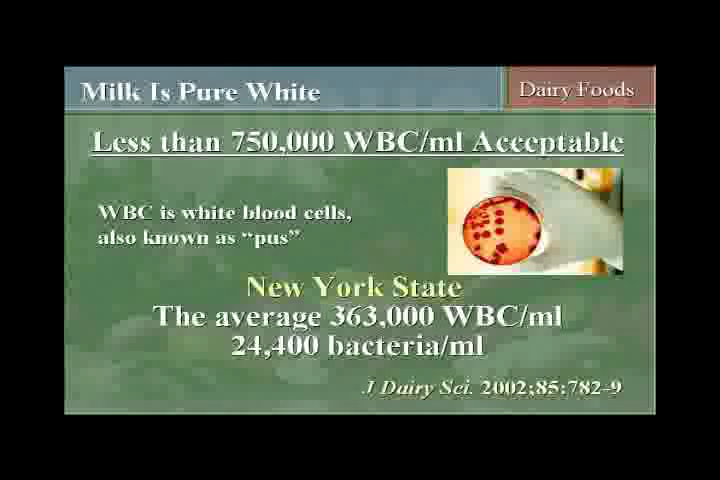 Milk Is Pure White
Dairy Foods
Less than 750,000 WBC/ml Acceptable
WBC is white blood cells,
also known as “pus”
New York State
The average 363,000 WBC/ml
24,400 bacteria/ml
J Dairy Sci. 2002;85:782-9